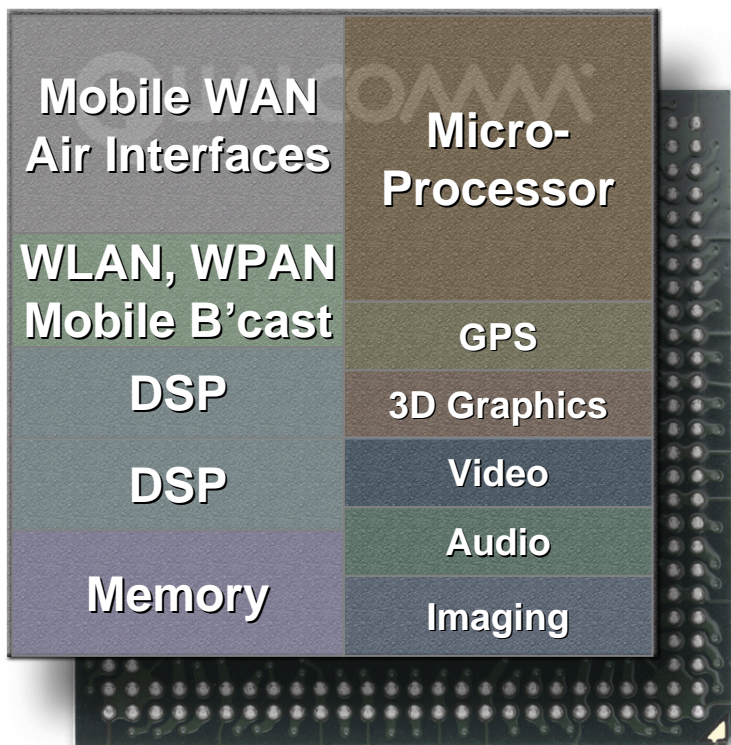 QUALCOMM
Mobile WAN
Air Interfaces
WLAN, WPAN
Mobile B’cast
DSP
DSP
Memory
Micro-
Processor
GPS
3D Graphics
Video
Audio
Imaging